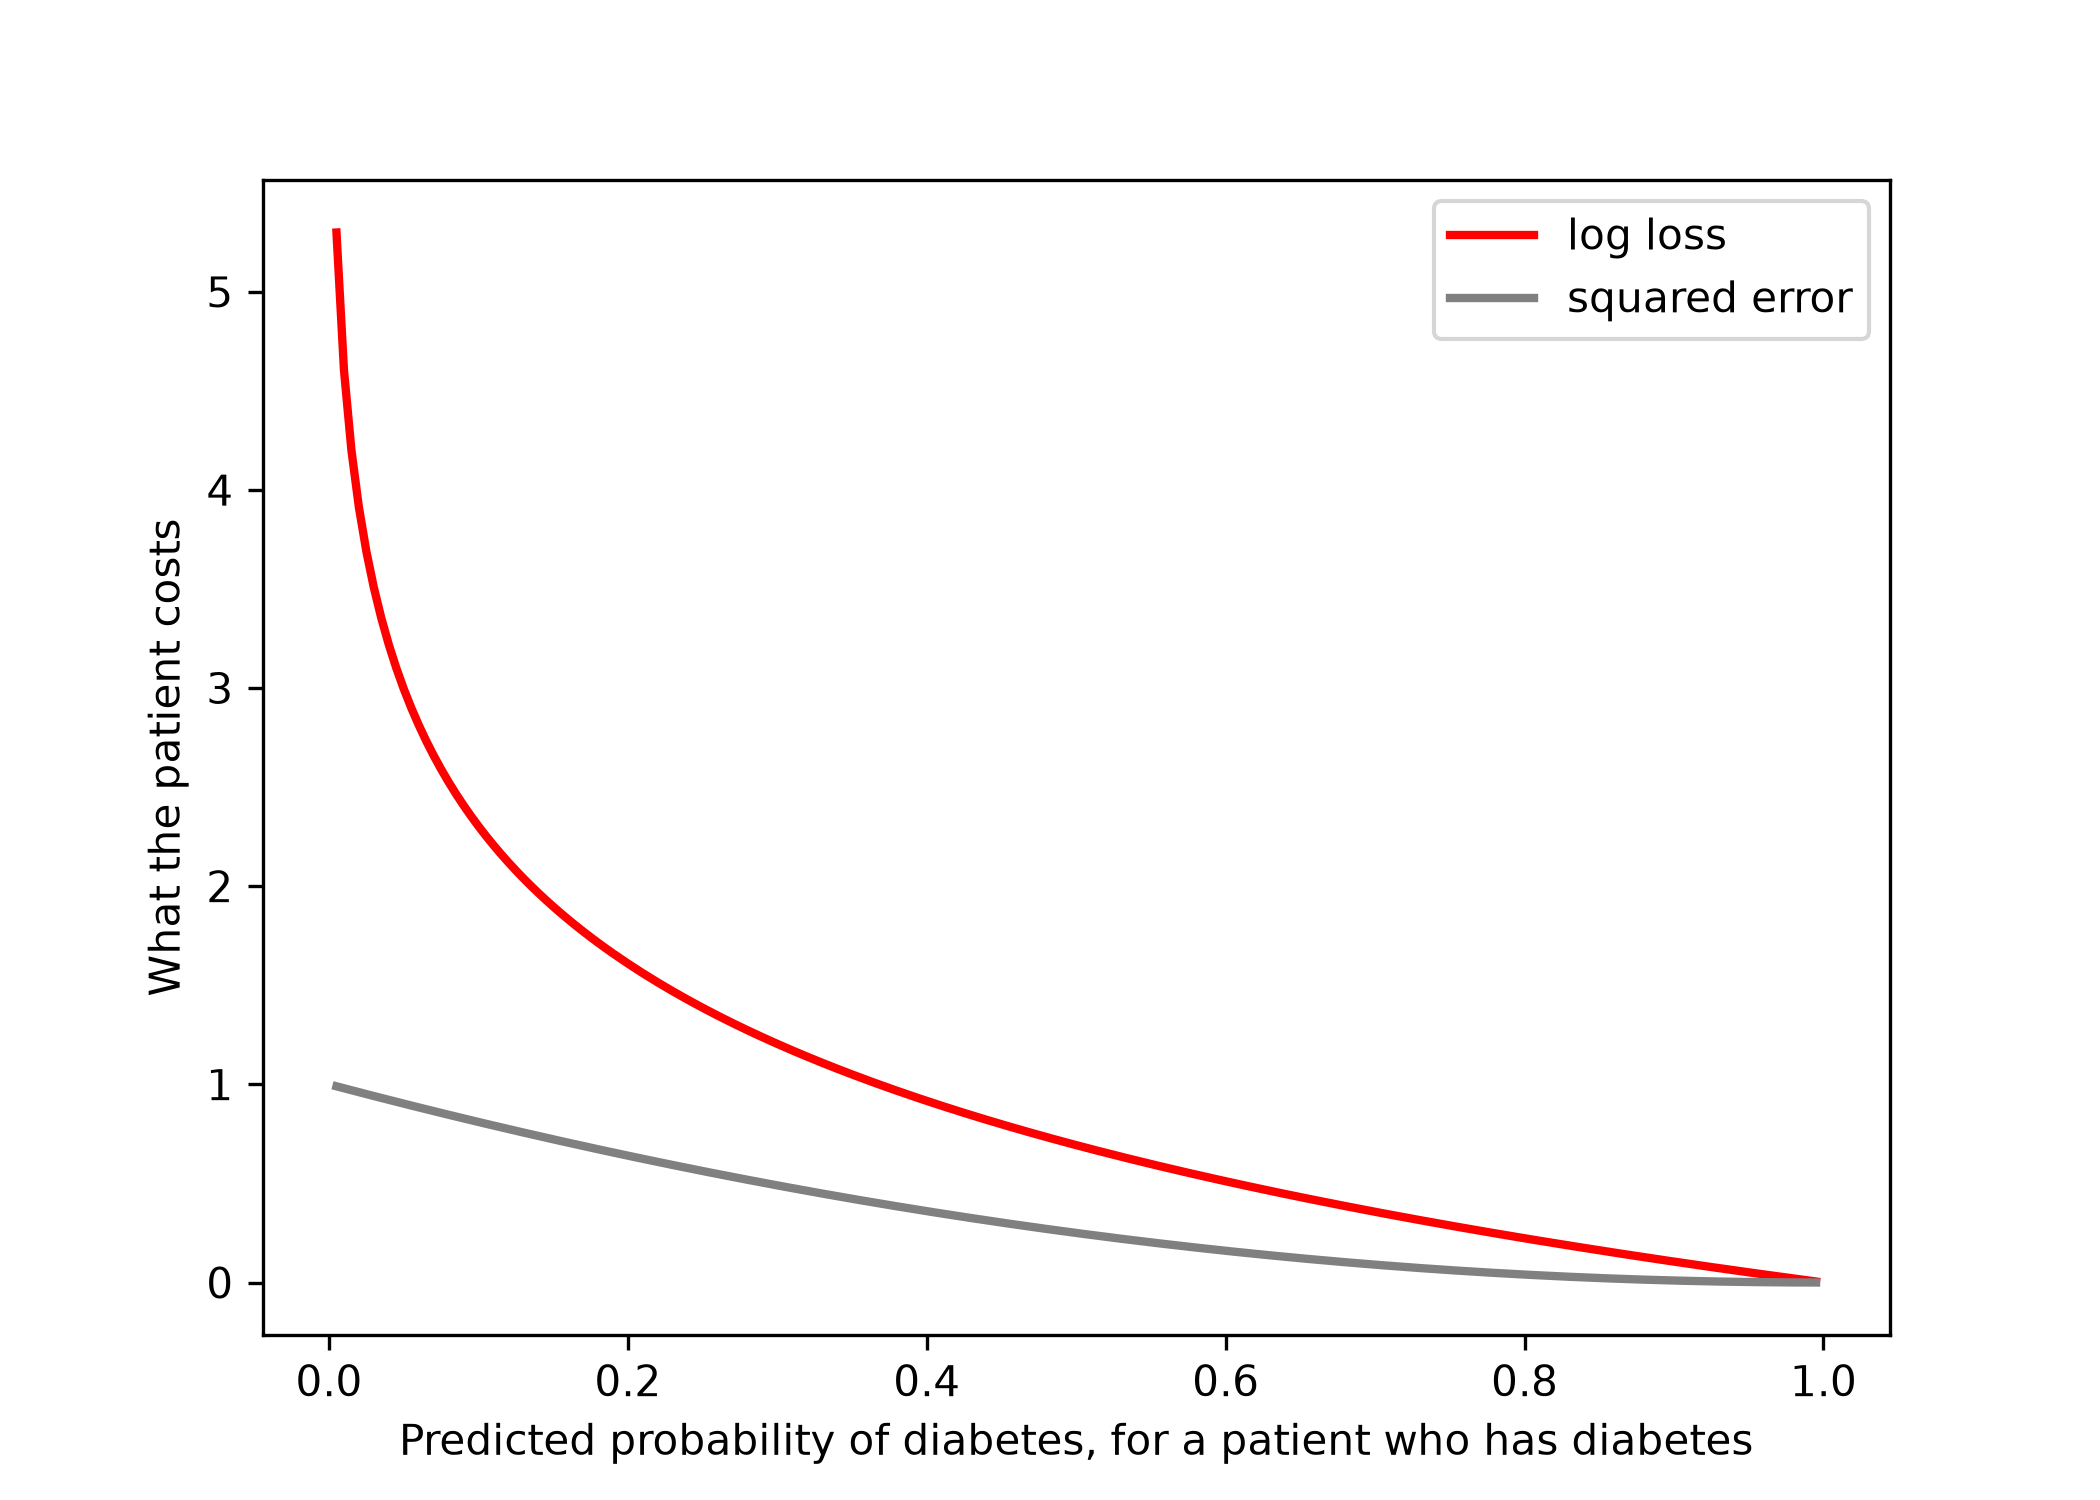 log loss
squared error
What the patient costs
5
4
3
2
1
0
0.0 0.2 0.4 0.6 0.8 1.0
Predicted probability of diabetes, for a patient who has diabetes